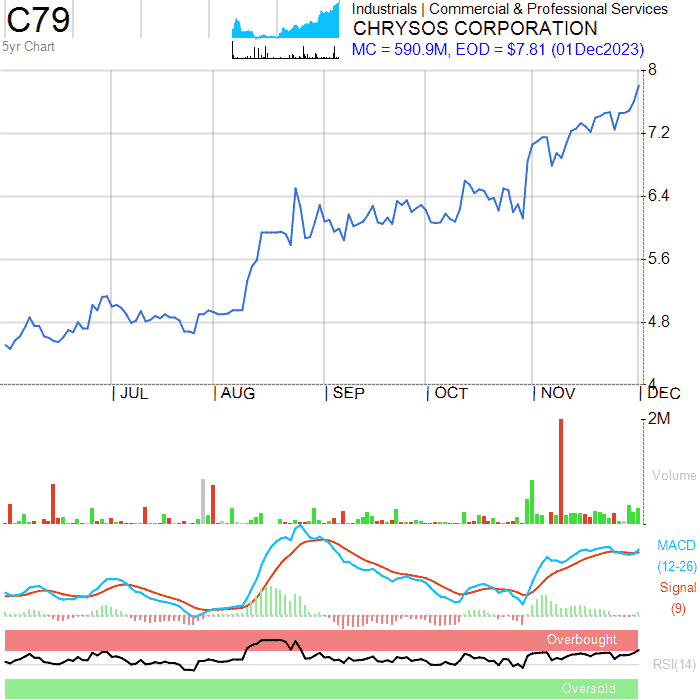 C79
5yr Chart
Industrials | Commercial & Professional Services
CHRYSOS CORPORATION
MC = 590.9M, EOD = $7.81 (01Dec2023)
8
7.2
6.4
5.6
4.8
4
JUL AUG SEP OCT NOV DEC
2M
Volume
MACD
(12-26)
Signal
(9)
Overbought
RSI(14)
Oversold